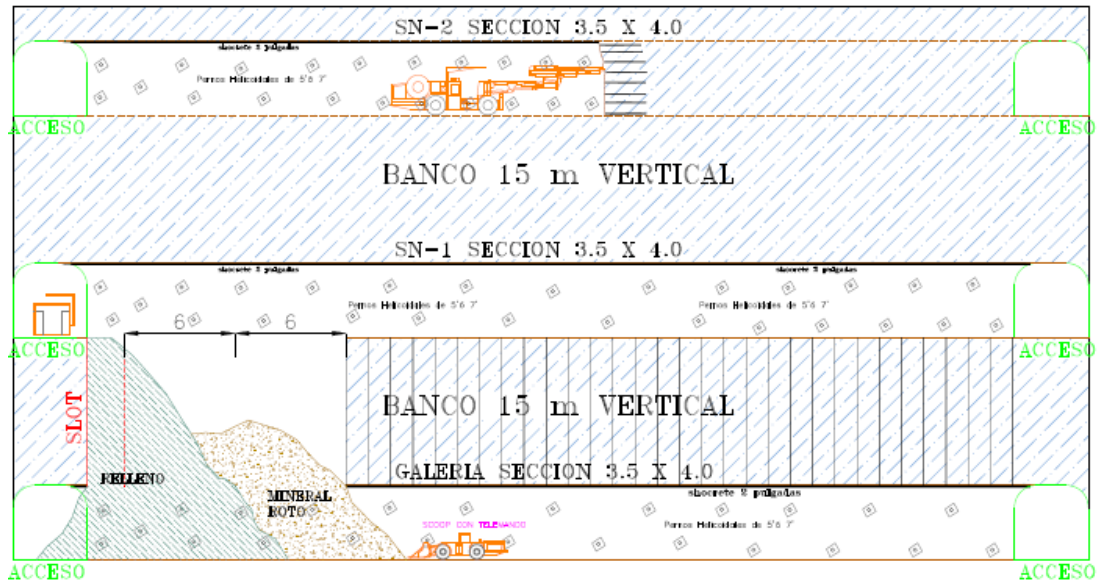 SN-2 SECCION 3.5 X 4.0
shocrete 2 pulgadas
Pernos Helicoidales de 5'6 7'
ACCESO
ACCESO
BANCO 15 m VERTICAL
SN-1 SECCION 3.5 X 4.0
shocrete 2 pulgadas
shocrete 2 pulgadas
Pernos Helicoidales de 5'6 7'
Pernos Helicoidales de 5'6 7'
6
6
ACCESO
ACCESO
SLOT
BANCO 15 m VERTICAL
GALERIA SECCION 3.5 X 4.0
RELLENO
shocrete 2 pulgadas
MINERAL
ROTO
SCOOP CON TELEMANDO
Pernos Helicoidales de 5'6 7'
ACCESO
ACCESO